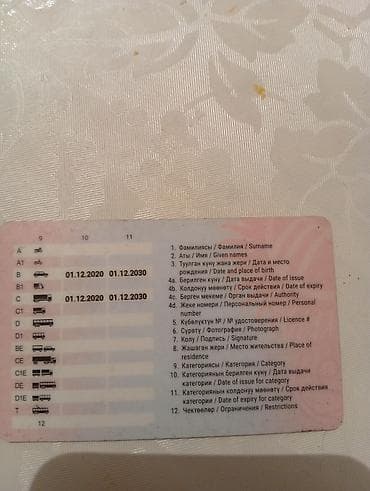 9 10 11
A
A1
B 01.12.2020 01.12.2030
B1
C 01.12.2020 01.12.2030
C1
D
D1
BE
CE
C1E
DE
D1E
T
12
1. Фамилиясы / Фамилия / Surname
2. Аты / Имя / Given names
3. Туулган күнү жана жери / Дата и место
рождения / Date and place of birth
4a. Берилген күнү / Дата выдачи / Date of issue
4b. Колдонуу мөөнөтү / Срок действия / Date of expiry
4c. Берген мекеме / Орган выдачи / Authority
4d. Жеке номери / Персональный номер / Personal
number
5. Күбөлүктүн № / № удостоверения / Licence #
6. Сүрөтү / Фотография / Photograph
7. Колу / Подпись / Signature
8. Жашаган жери / Место жительства / Place of
residence
9. Категориясы / Категория / Category
10. Категориянын берилген күнү / Дата выдачи
категории / Date of issue for category
11. Категориянын колдонуу мөөнөтү / Срок действия
категории / Date of expiry for category
12. Чектөөлөр / Ограничения / Restrictions